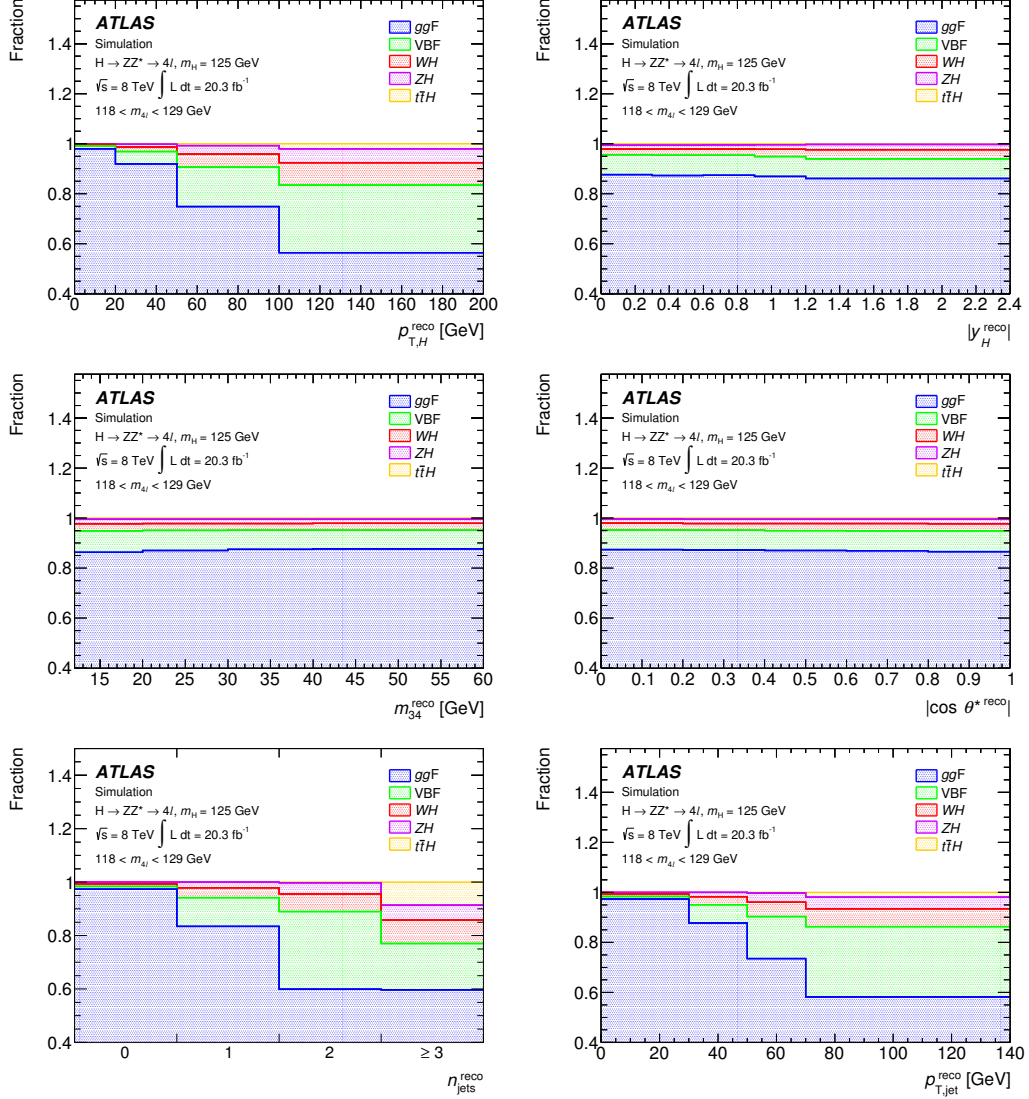 Fraction
1.4
1.2
1
0.8
0.6
0.4
ATLAS
Simulation
H → ZZ* → 4l, m_H = 125 GeV
√s = 8 TeV ∫ L dt = 20.3 fb⁻¹
118 < m_4l < 129 GeV
ggF
VBF
WH
ZH
tt̄H
0 20 40 60 80 100 120 140 160 180 200
p_T,H^reco [GeV]
Fraction
1.4
1.2
1
0.8
0.6
0.4
ATLAS
Simulation
H → ZZ* → 4l, m_H = 125 GeV
√s = 8 TeV ∫ L dt = 20.3 fb⁻¹
118 < m_4l < 129 GeV
ggF
VBF
WH
ZH
tt̄H
0 0.2 0.4 0.6 0.8 1 1.2 1.4 1.6 1.8 2 2.2 2.4
|y_H^reco|
Fraction
1.4
1.2
1
0.8
0.6
0.4
ATLAS
Simulation
H → ZZ* → 4l, m_H = 125 GeV
√s = 8 TeV ∫ L dt = 20.3 fb⁻¹
118 < m_4l < 129 GeV
ggF
VBF
WH
ZH
tt̄H
15 20 25 30 35 40 45 50 55 60
m_34^reco [GeV]
Fraction
1.4
1.2
1
0.8
0.6
0.4
ATLAS
Simulation
H → ZZ* → 4l, m_H = 125 GeV
√s = 8 TeV ∫ L dt = 20.3 fb⁻¹
118 < m_4l < 129 GeV
ggF
VBF
WH
ZH
tt̄H
0 0.1 0.2 0.3 0.4 0.5 0.6 0.7 0.8 0.9 1
|cos θ*^reco|
Fraction
1.4
1.2
1
0.8
0.6
0.4
ATLAS
Simulation
H → ZZ* → 4l, m_H = 125 GeV
√s = 8 TeV ∫ L dt = 20.3 fb⁻¹
118 < m_4l < 129 GeV
ggF
VBF
WH
ZH
tt̄H
0 1 2 ≥ 3
n_jets^reco
Fraction
1.4
1.2
1
0.8
0.6
0.4
ATLAS
Simulation
H → ZZ* → 4l, m_H = 125 GeV
√s = 8 TeV ∫ L dt = 20.3 fb⁻¹
118 < m_4l < 129 GeV
ggF
VBF
WH
ZH
tt̄H
0 20 40 60 80 100 120 140
p_T,jet^reco [GeV]